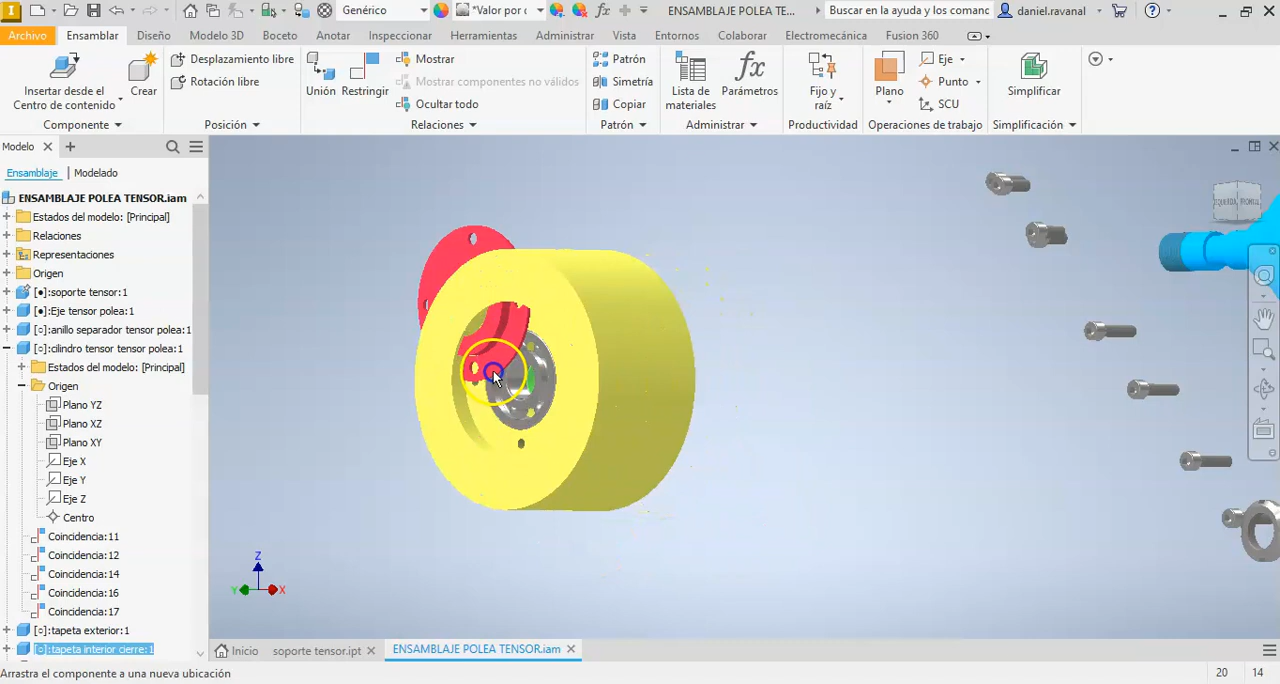 Genérico
*Valor por (
ENSAMBLAJE POLEA TE...
Buscar en la ayuda y los comanc
daniel.ravanal
Archivo
Ensamblar
Diseño
Modelo 3D
Boceto
Anotar
Inspeccionar
Herramientas
Administrar
Vista
Entornos
Colaborar
Electromecánica
Fusion 360
Insertar desde el
Centro de contenido
Crear
Componente
Desplazamiento libre
Rotación libre
Posición
Unión
Restringir
Mostrar
Mostrar componentes no válidos
Ocultar todo
Relaciones
Patrón
Simetría
Copiar
Patrón
Lista de
materiales
Parámetros
Administrar
Fijo y
raíz
Productividad
Plano
Eje
Punto
SCU
Operaciones de trabajo
Simplificar
Simplificación
Modelo
Ensamblaje
Modelado
ENSAMBLAJE POLEA TENSOR.iam
Estados del modelo: [Principal]
Relaciones
Representaciones
Origen
[●]:soporte tensor:1
[●]:Eje tensor polea:1
[○]:anillo separador tensor polea:1
[○]:cilindro tensor tensor polea:1
Estados del modelo: [Principal]
Origen
Plano YZ
Plano XZ
Plano XY
Eje X
Eje Y
Eje Z
Centro
Coincidencia:11
Coincidencia:12
Coincidencia:14
Coincidencia:16
Coincidencia:17
[○]:tapeta exterior:1
[○]:tapeta interior cierre:1
Z
Y
X
Inicio
soporte tensor.ipt
ENSAMBLAJE POLEA TENSOR.iam
Arrastra el componente a una nueva ubicación
20
14